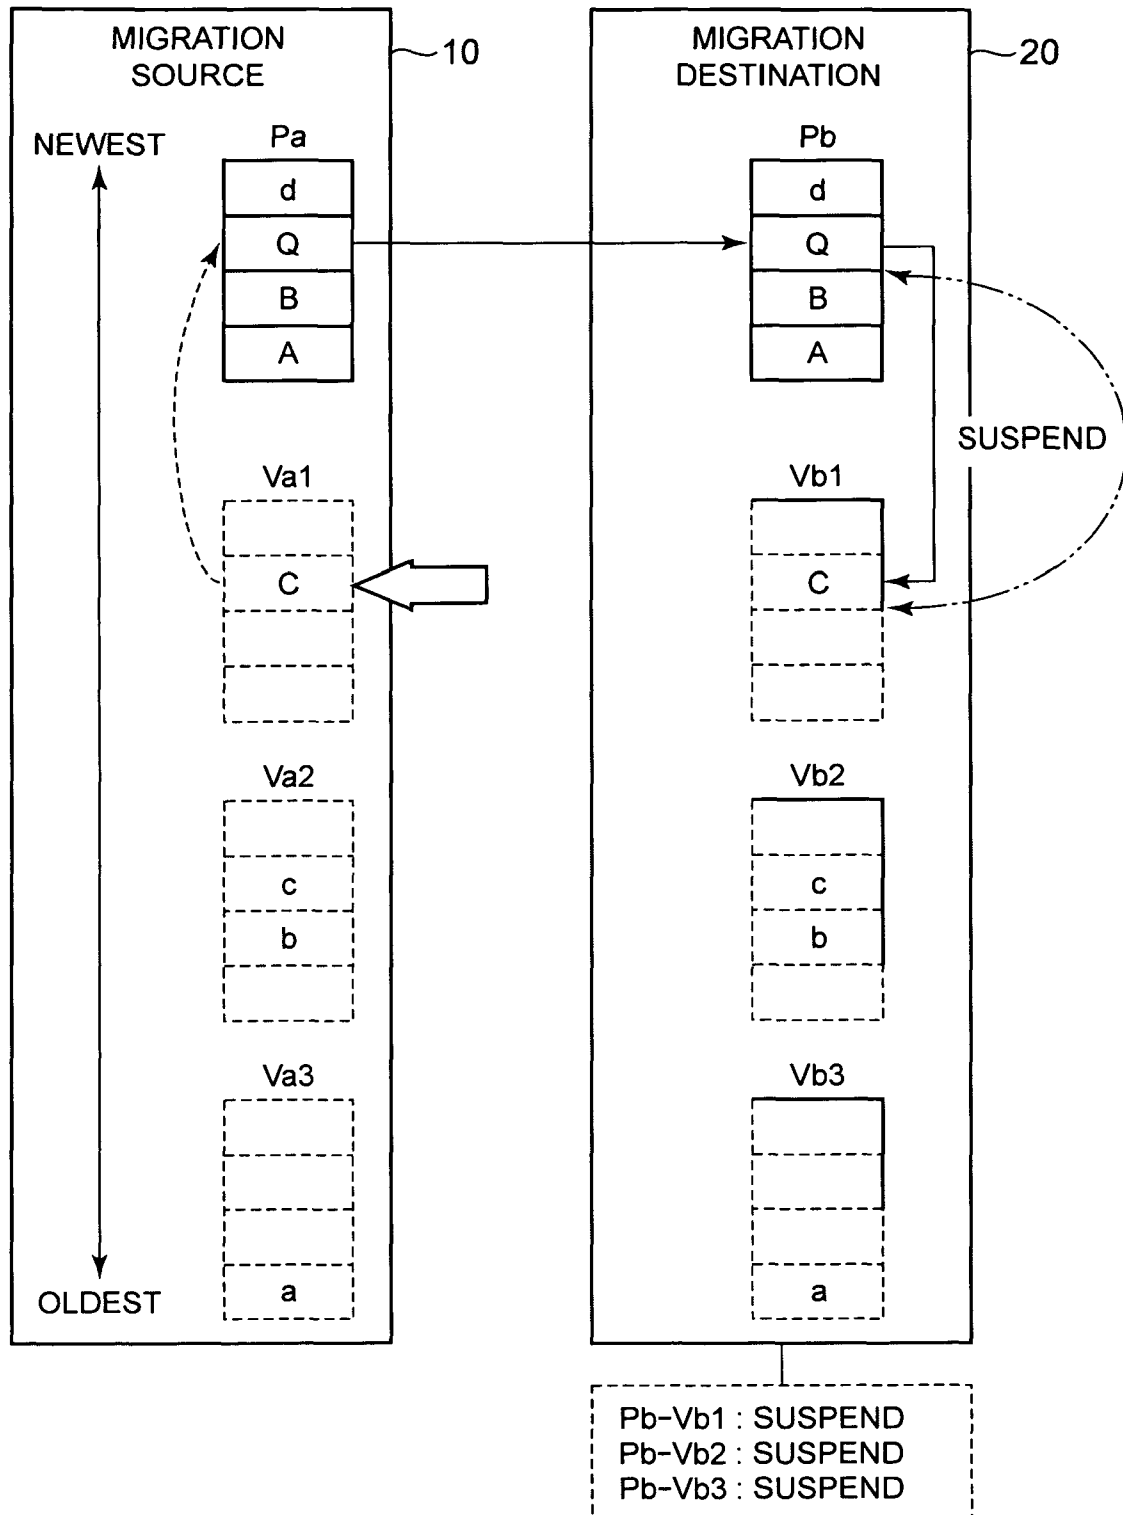 MIGRATION
SOURCE
10
NEWEST
Pa
d
Q
B
A
Va1
C
Va2
c
b
Va3
a
OLDEST
MIGRATION
DESTINATION
20
Pb
d
Q
B
A
SUSPEND
Vb1
C
Vb2
c
b
Vb3
a
Pb-Vb1 : SUSPEND
Pb-Vb2 : SUSPEND
Pb-Vb3 : SUSPEND